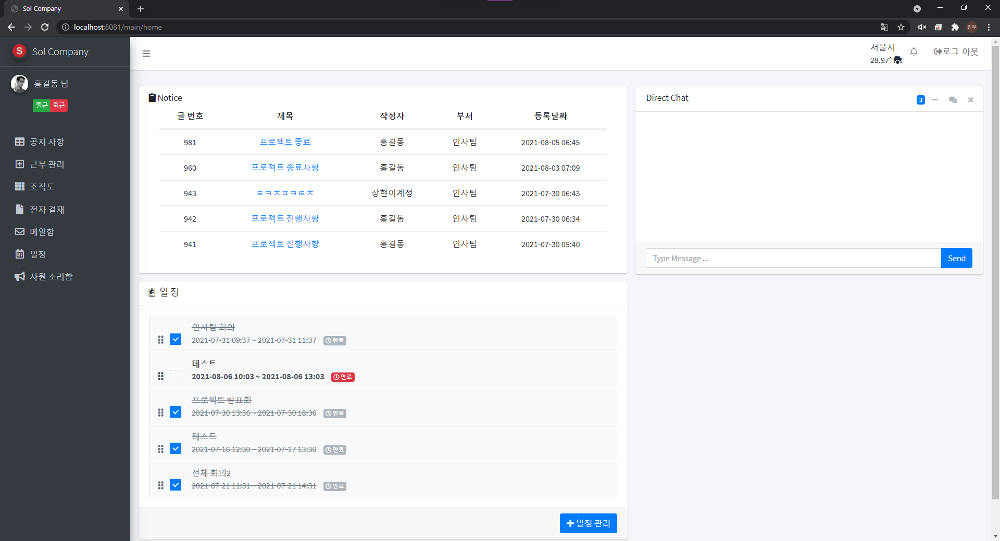 Sol Company
localhost:8081/main/home
진우
S Sol Company
홍길동 님
출근 퇴근
공지 사항
근무 관리
조직도
전자 결재
메일함
일정
사원 소리함
서울시
28.97°
로그 아웃
Notice
글 번호 제목 작성자 부서 등록날짜
981 프로젝트 종료 홍길동 인사팀 2021-08-05 06:45
960 프로젝트 종료사항 홍길동 인사팀 2021-08-03 07:09
943 ㅌㅋㅊㅍㅋㅌㅊ 상현이계정 인사팀 2021-07-30 06:43
942 프로젝트 진행사항 홍길동 인사팀 2021-07-30 06:34
941 프로젝트 진행사항 홍길동 인사팀 2021-07-30 05:40
Direct Chat 3
Type Message ... Send
일 정
인사팀 회의
2021-07-31 09:37 ~ 2021-07-31 11:37 만료
테스트
2021-08-06 10:03 ~ 2021-08-06 13:03 만료
프로젝트 발표회
2021-07-30 13:36 ~ 2021-07-30 18:36 만료
테스트
2021-07-16 12:30 ~ 2021-07-17 13:30 만료
전체 회의2
2021-07-21 11:31 ~ 2021-07-21 14:31 만료
일정 관리